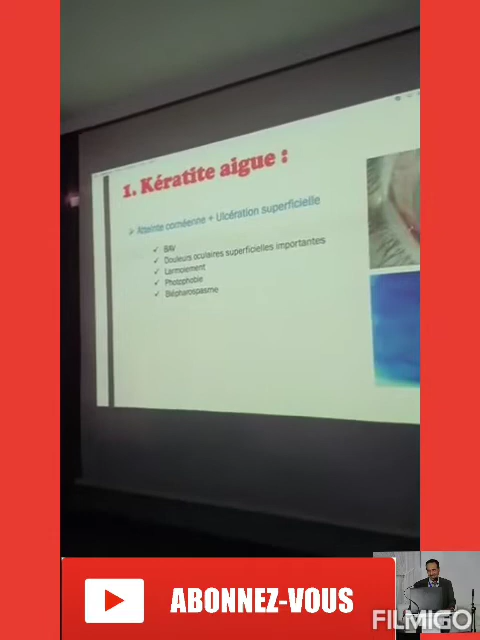 1. Kératite aigue :
➢ Atteinte cornéenne + Ulcération superficielle
✓ BAV
✓ Douleurs oculaires superficielles importantes
✓ Larmoiement
✓ Photophobie
✓ Blépharospasme
ABONNEZ-VOUS
FILMIGO